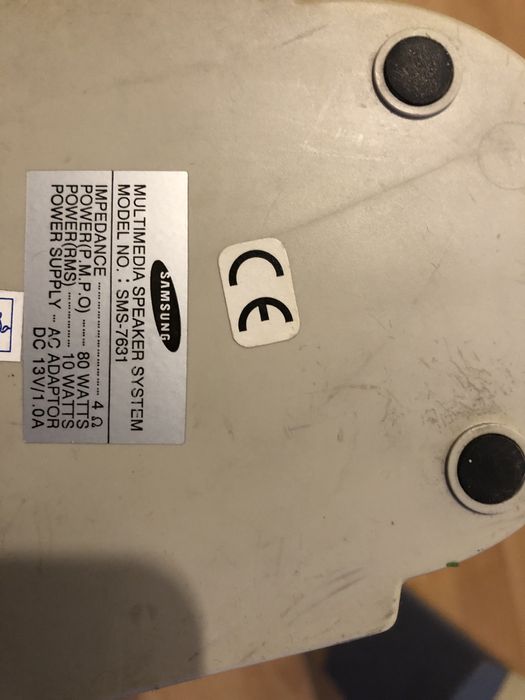 SAMSUNG
MULTIMEDIA SPEAKER SYSTEM
MODEL NO. : SMS-7631
IMPEDANCE ........................ 4 Ω
POWER(P.M.P.O) ...... 80 WATTS
POWER(RMS) .......... 10 WATTS
POWER SUPPLY ... AC ADAPTOR
DC 13V/1.0A
CE